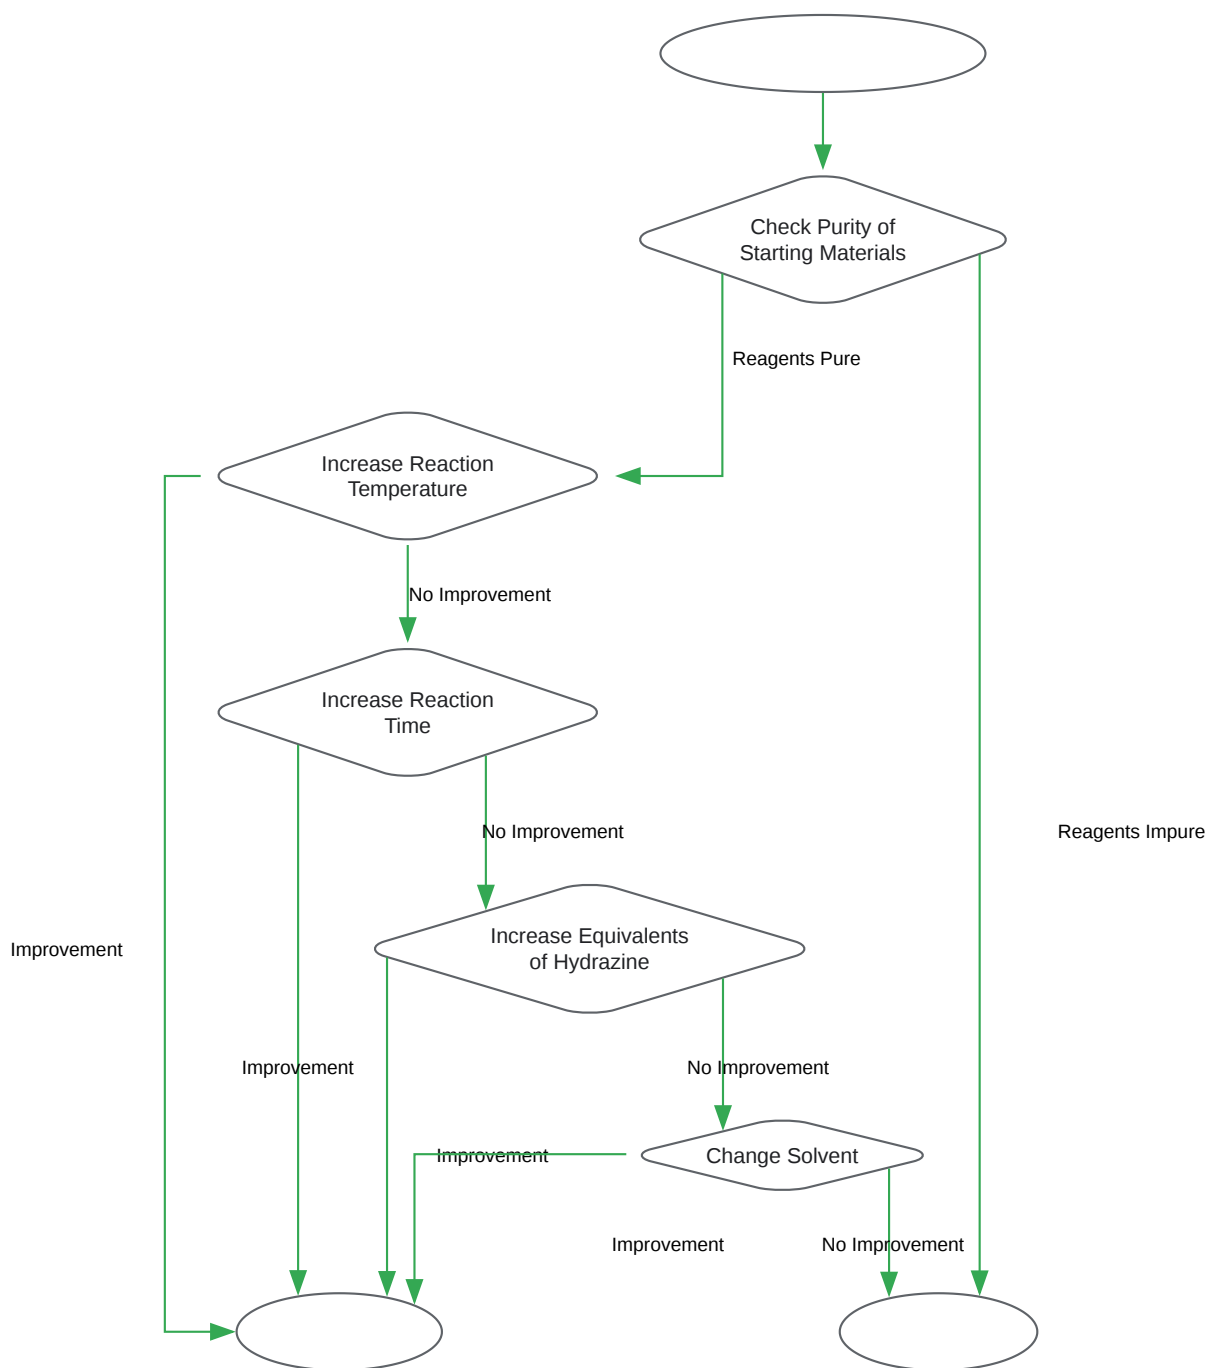 Check Purity of
Starting Materials
Reagents Pure
Increase Reaction
Temperature
No Improvement
Increase Reaction
Time
No Improvement
Reagents Impure
Increase Equivalents
of Hydrazine
Improvement
Improvement
No Improvement
Improvement
Change Solvent
Improvement
No Improvement